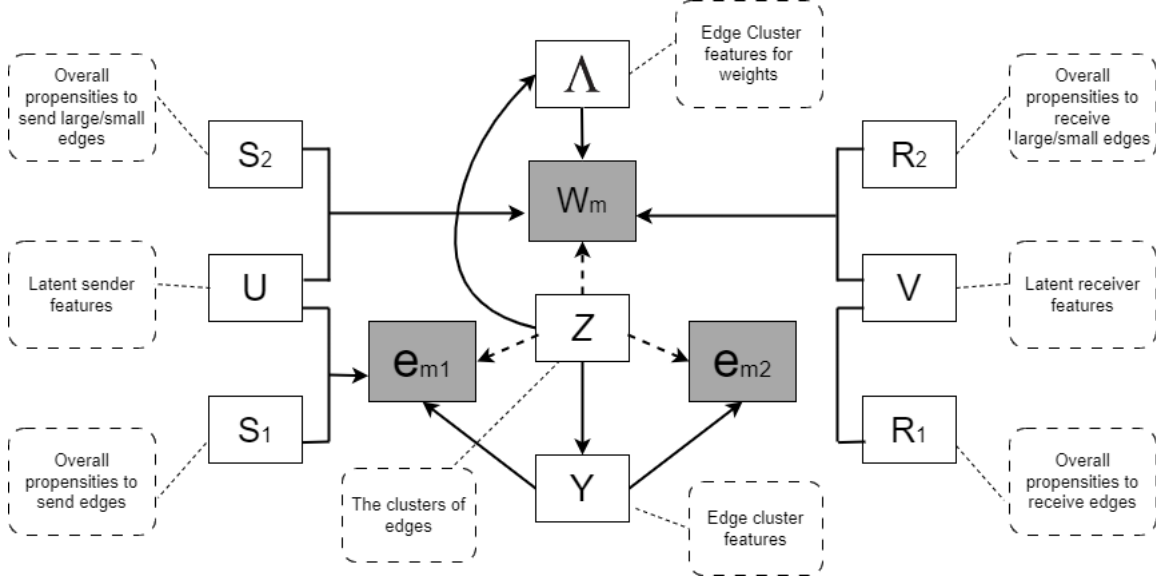 Overall
propensities to
send large/small
edges
S2
Edge Cluster
features for
weights
Λ
Overall
propensities to
receive
large/small edges
R2
Wm
Latent sender
features
U
Z
V
Latent receiver
features
em1
em2
S1
Overall
propensities to
send edges
The clusters of
edges
Y
Edge cluster
features
R1
Overall
propensities to
receive edges